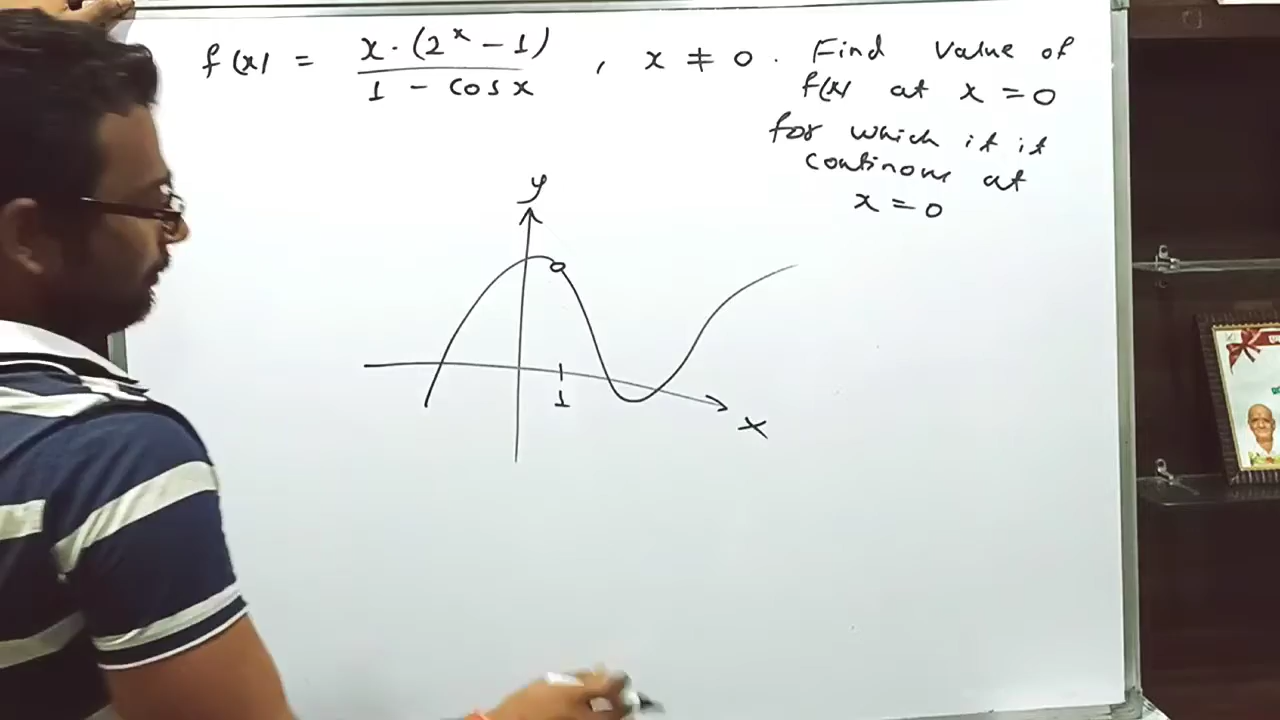 f(x) = x · (2^x − 1) / 1 − cos x , x ≠ 0 . Find value of
f(x) at x = 0
for which it it
continous at
x = 0
y
1
x